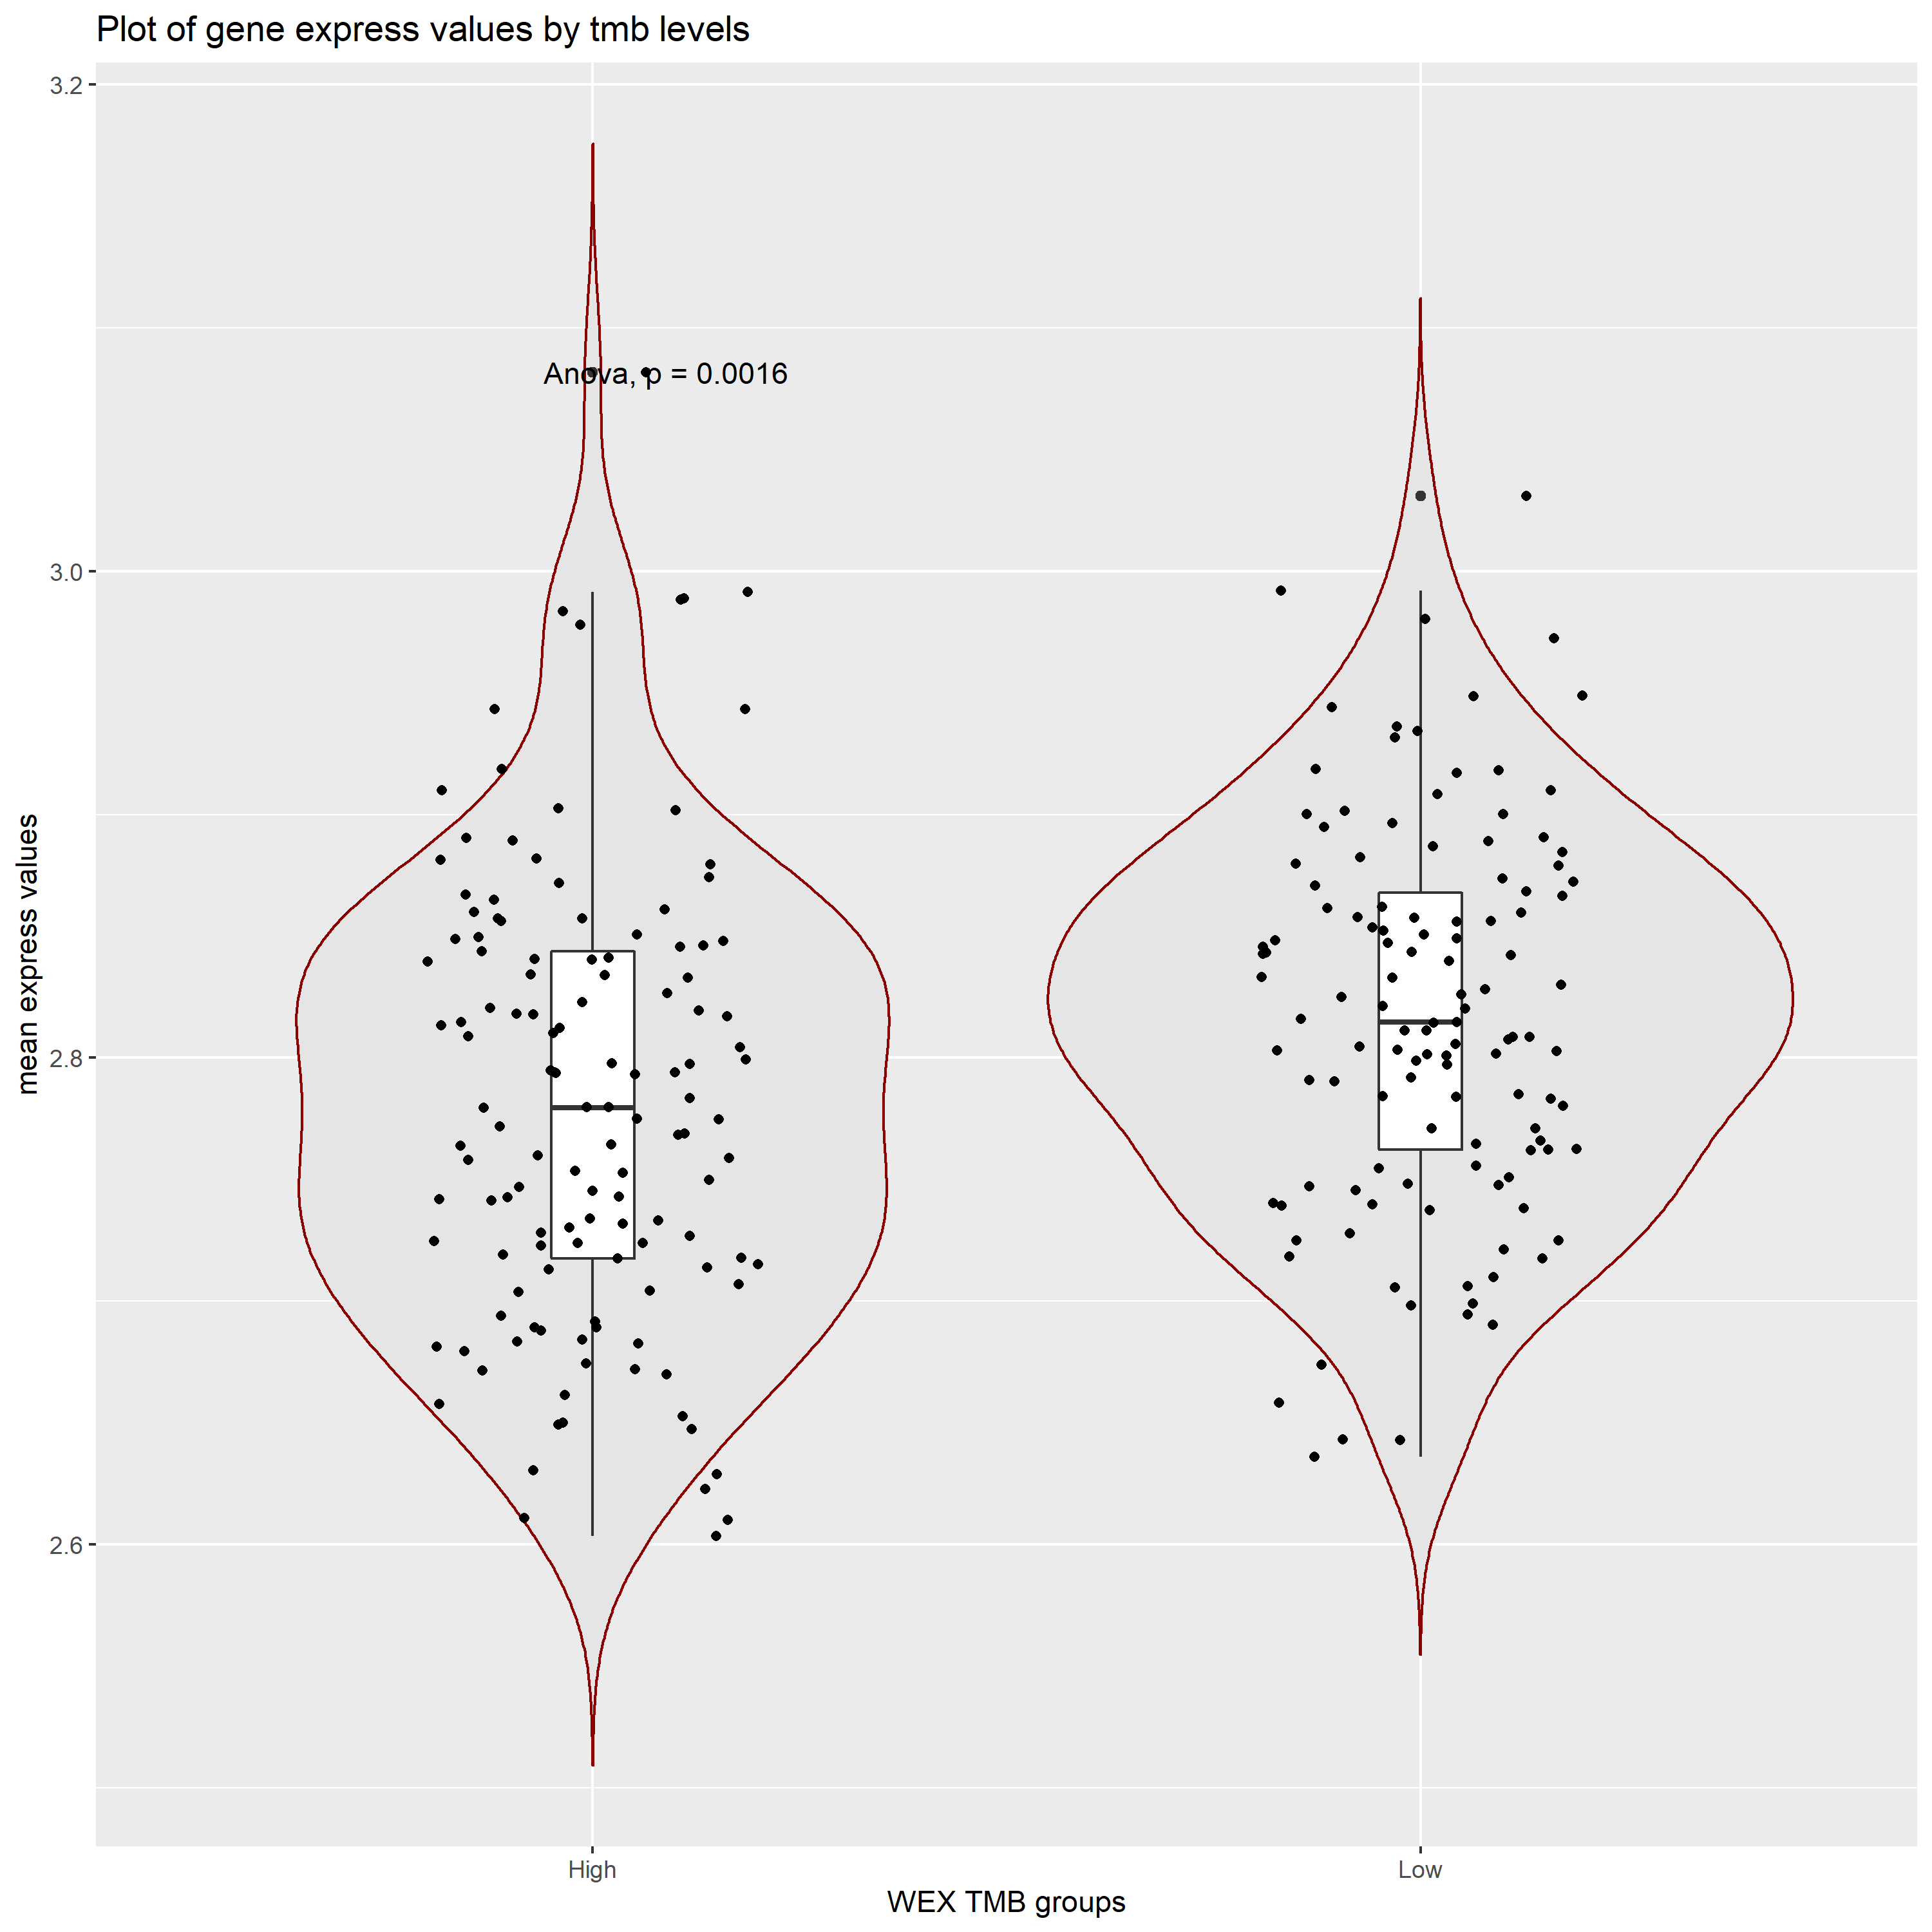 Plot of gene express values by tmb levels
3.2
Anova, p = 0.0016
3.0
mean express values
2.8
2.6
High
Low
WEX TMB groups